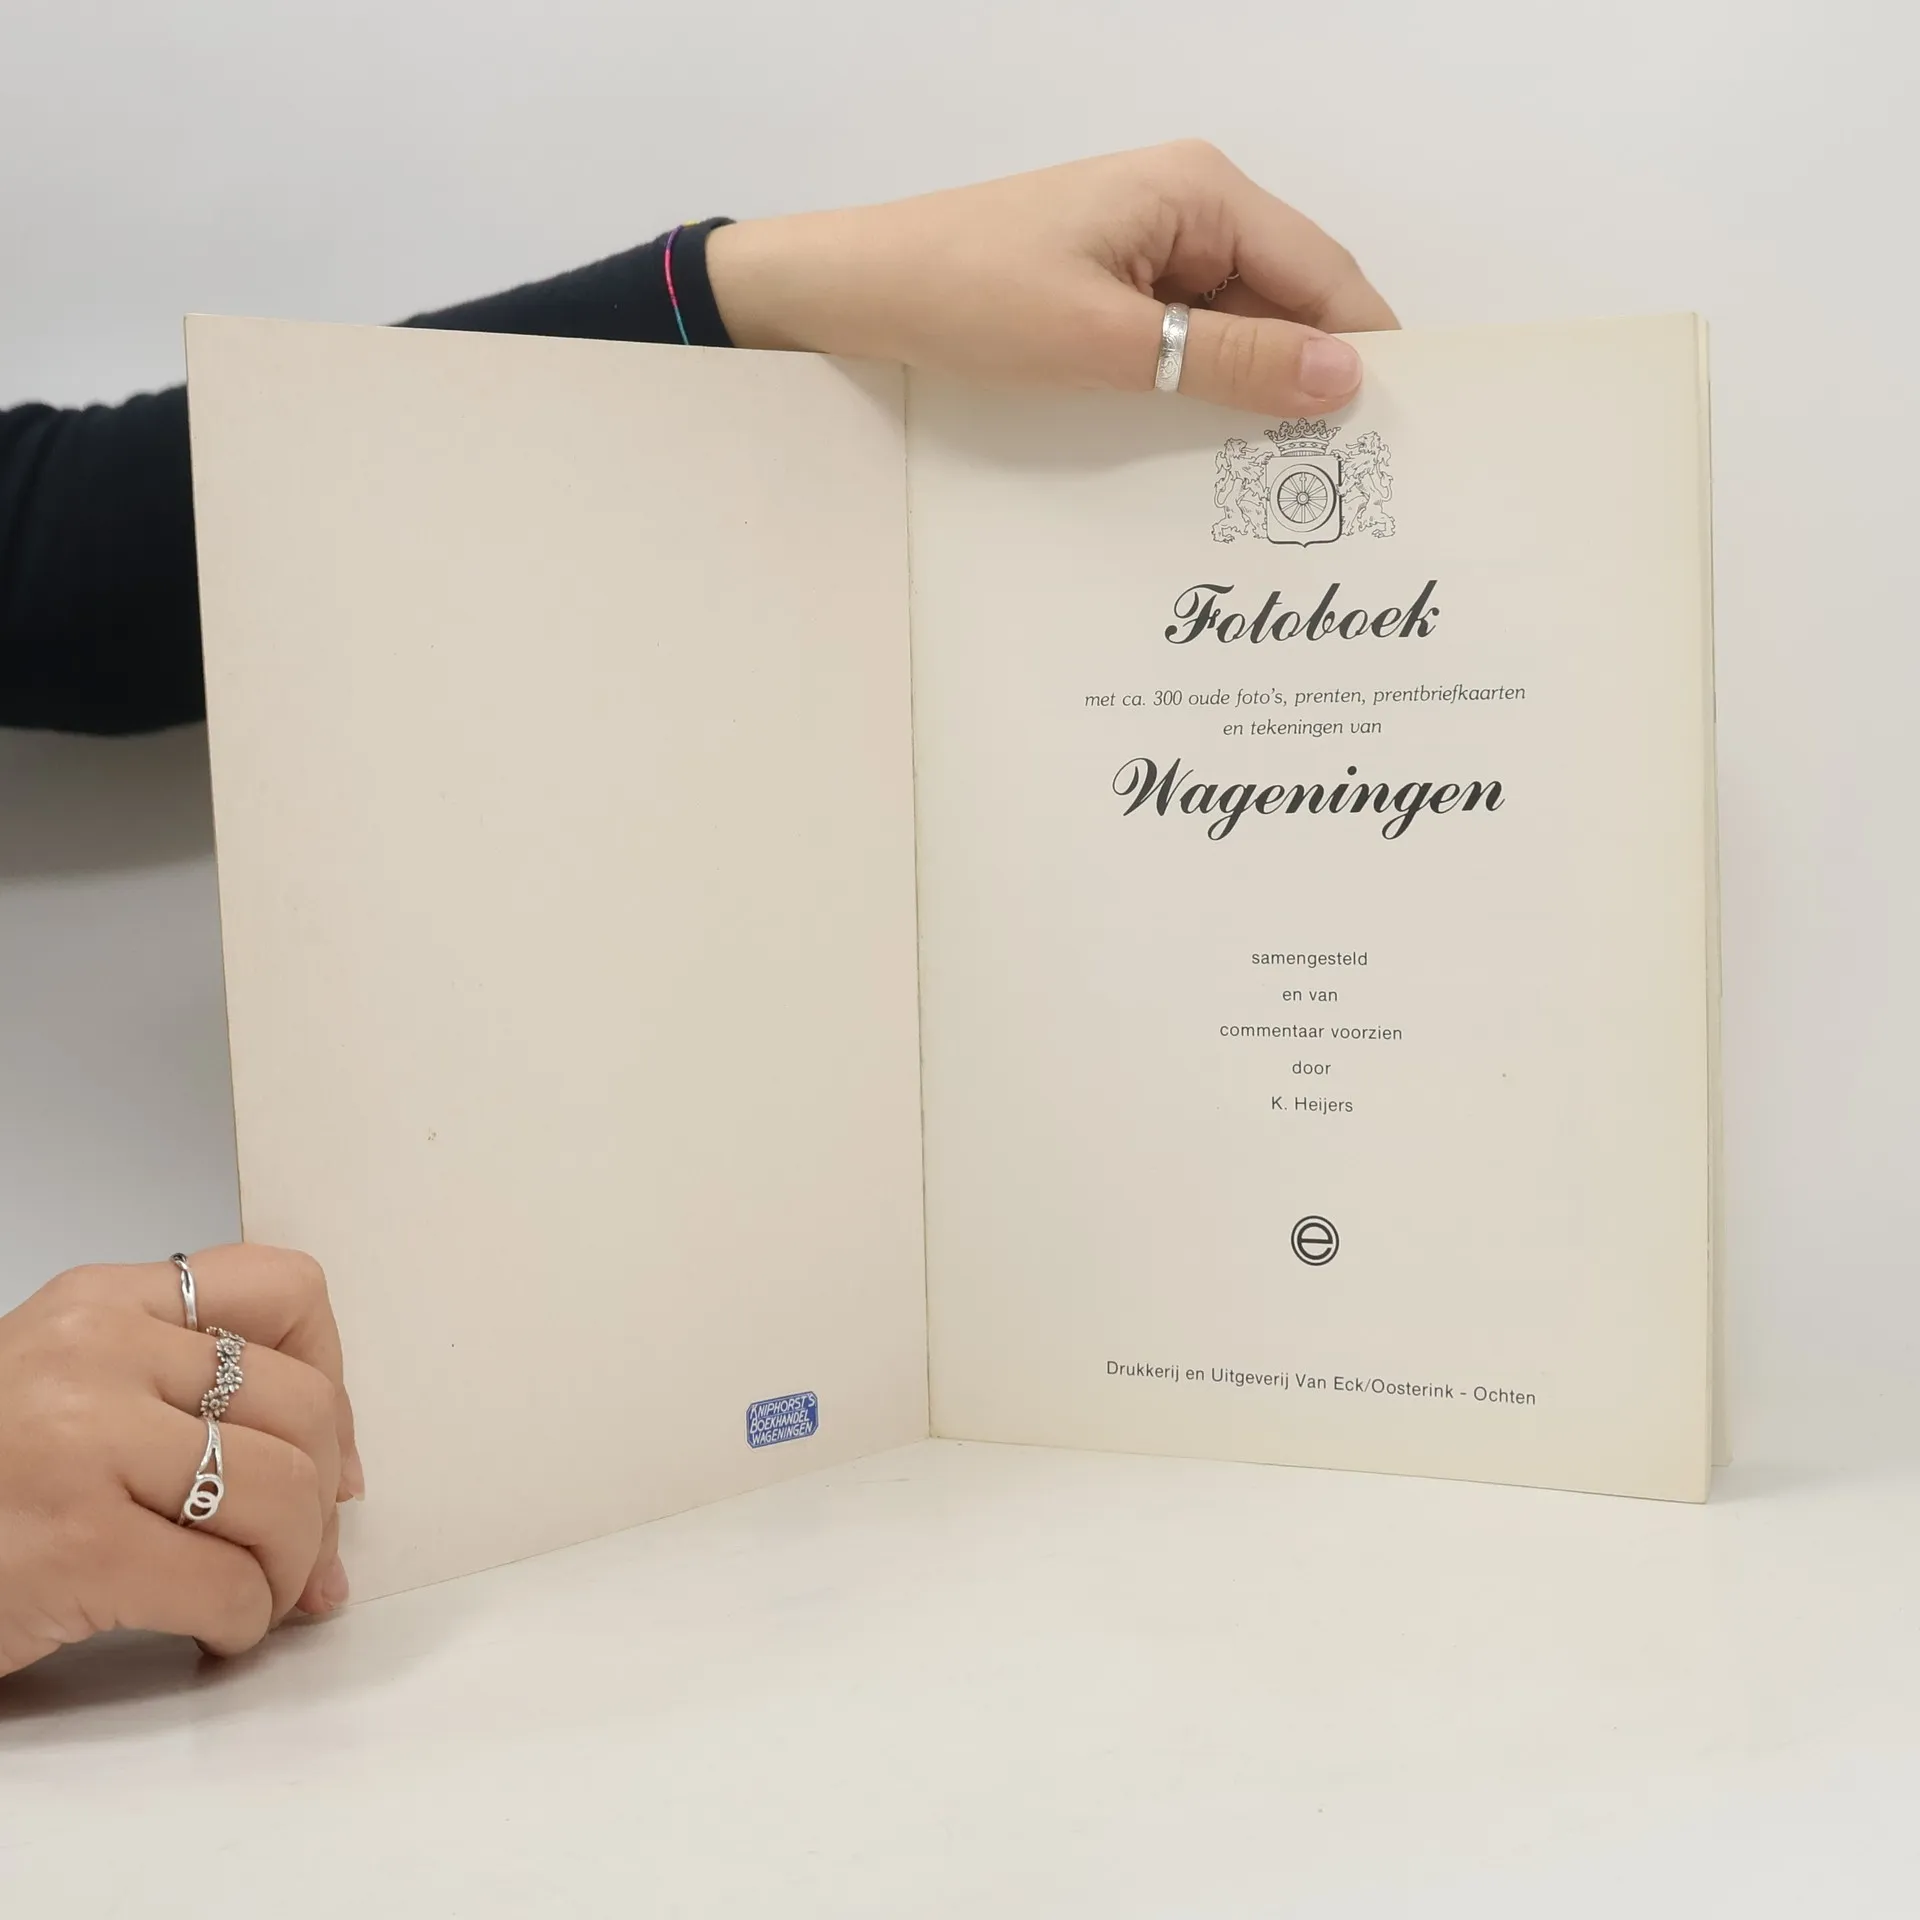 KNIPHORST'S
BOEKHANDEL
WAGENINGEN
Fotoboek
met ca. 300 oude foto's, prenten, prentbriefkaarten
en tekeningen van
Wageningen
samengesteld
en van
commentaar voorzien
door
K. Heijers
e
Drukkerij en Uitgeverij Van Eck/Oosterink - Ochten